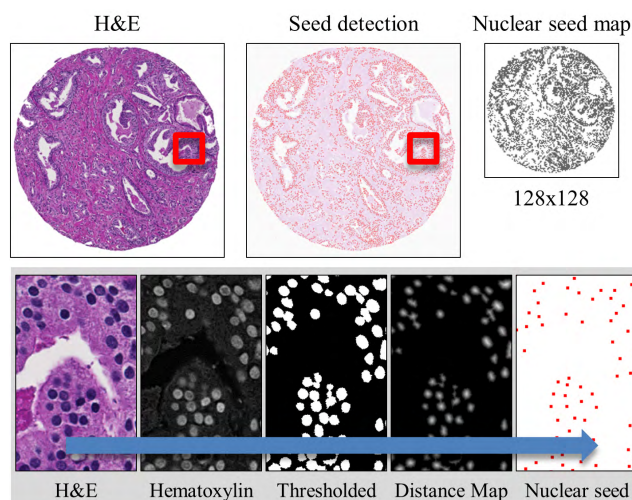 H&E
Seed detection
Nuclear seed map
128x128
H&E
Hematoxylin
Thresholded
Distance Map
Nuclear seed